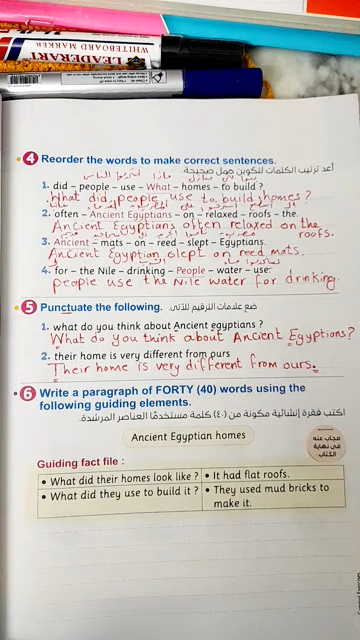 LEADERART
WHITEBOARD MARKER
4 Reorder the words to make correct sentences.
أعد ترتيب الكلمات لتكوين جمل صحيحة.
1. did – people – use – What – homes – to build ?
What did people use to build homes ?
2. often – Ancient Egyptians – on – relaxed – roofs – the.
Ancient Egyptians often relaxed on the
roofs.
3. Ancient – mats – on – reed – slept – Egyptians.
Ancient Egyptian slept on reed mats.
4. for – the Nile – drinking – People – water – use.
people use the Nile water for drinking.
5 Punctuate the following.
ضع علامات الترقيم للآتى.
1. what do you think about Ancient egyptians ?
What do you think about Ancient Egyptians?
2. their home is very different from ours
Their home is very different from ours.
6 Write a paragraph of FORTY (40) words using the
following guiding elements.
اكتب فقرة إنشائية مكونة من (٤٠) كلمة مستخدمًا العناصر المرشدة.
Ancient Egyptian homes
مجاب عنه
فى نهاية
الكتاب
Guiding fact file :
• What did their homes look like ? • It had flat roofs.
• What did they use to build it ? • They used mud bricks to
make it.